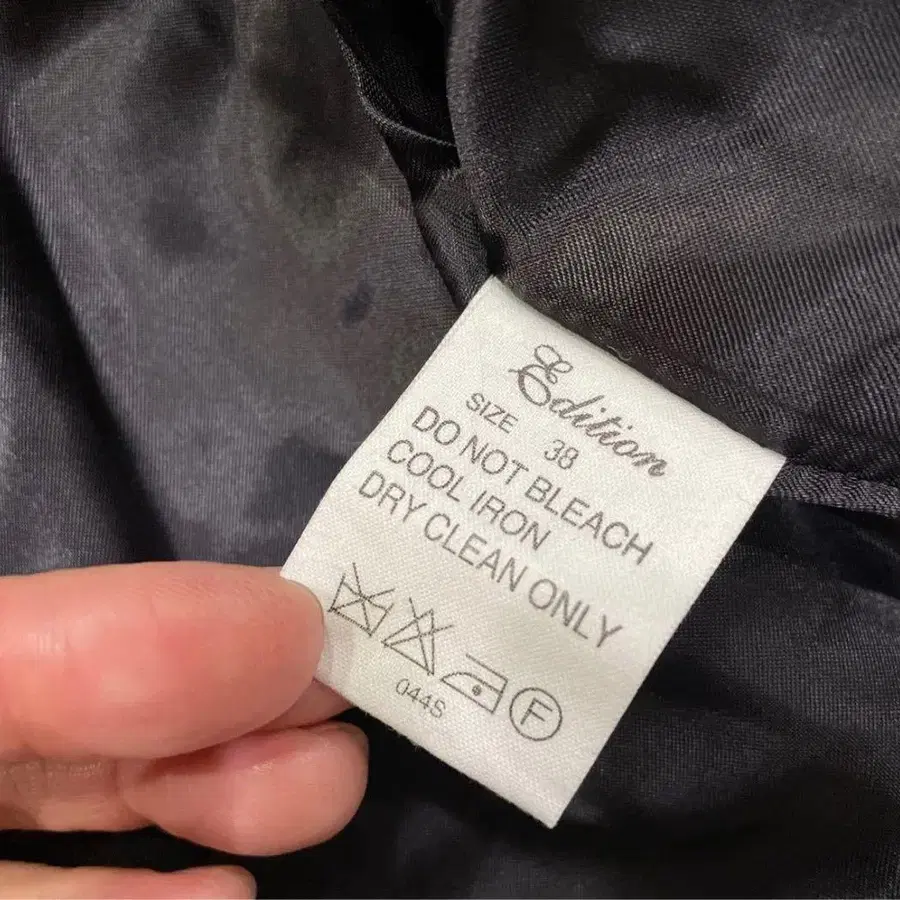 Edition
SIZE 38
DO NOT BLEACH
COOL IRON
DRY CLEAN ONLY
F
044S